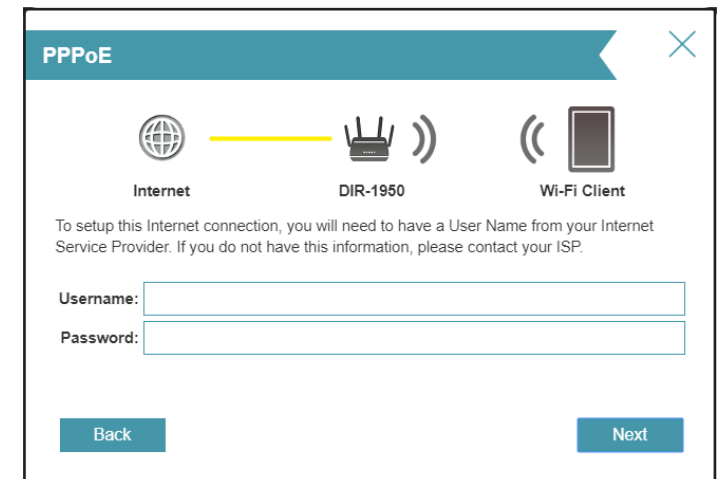 PPPoE
Internet
DIR-1950
Wi-Fi Client
To setup this Internet connection, you will need to have a User Name from your Internet
Service Provider. If you do not have this information, please contact your ISP.
Username:
Password:
Back
Next